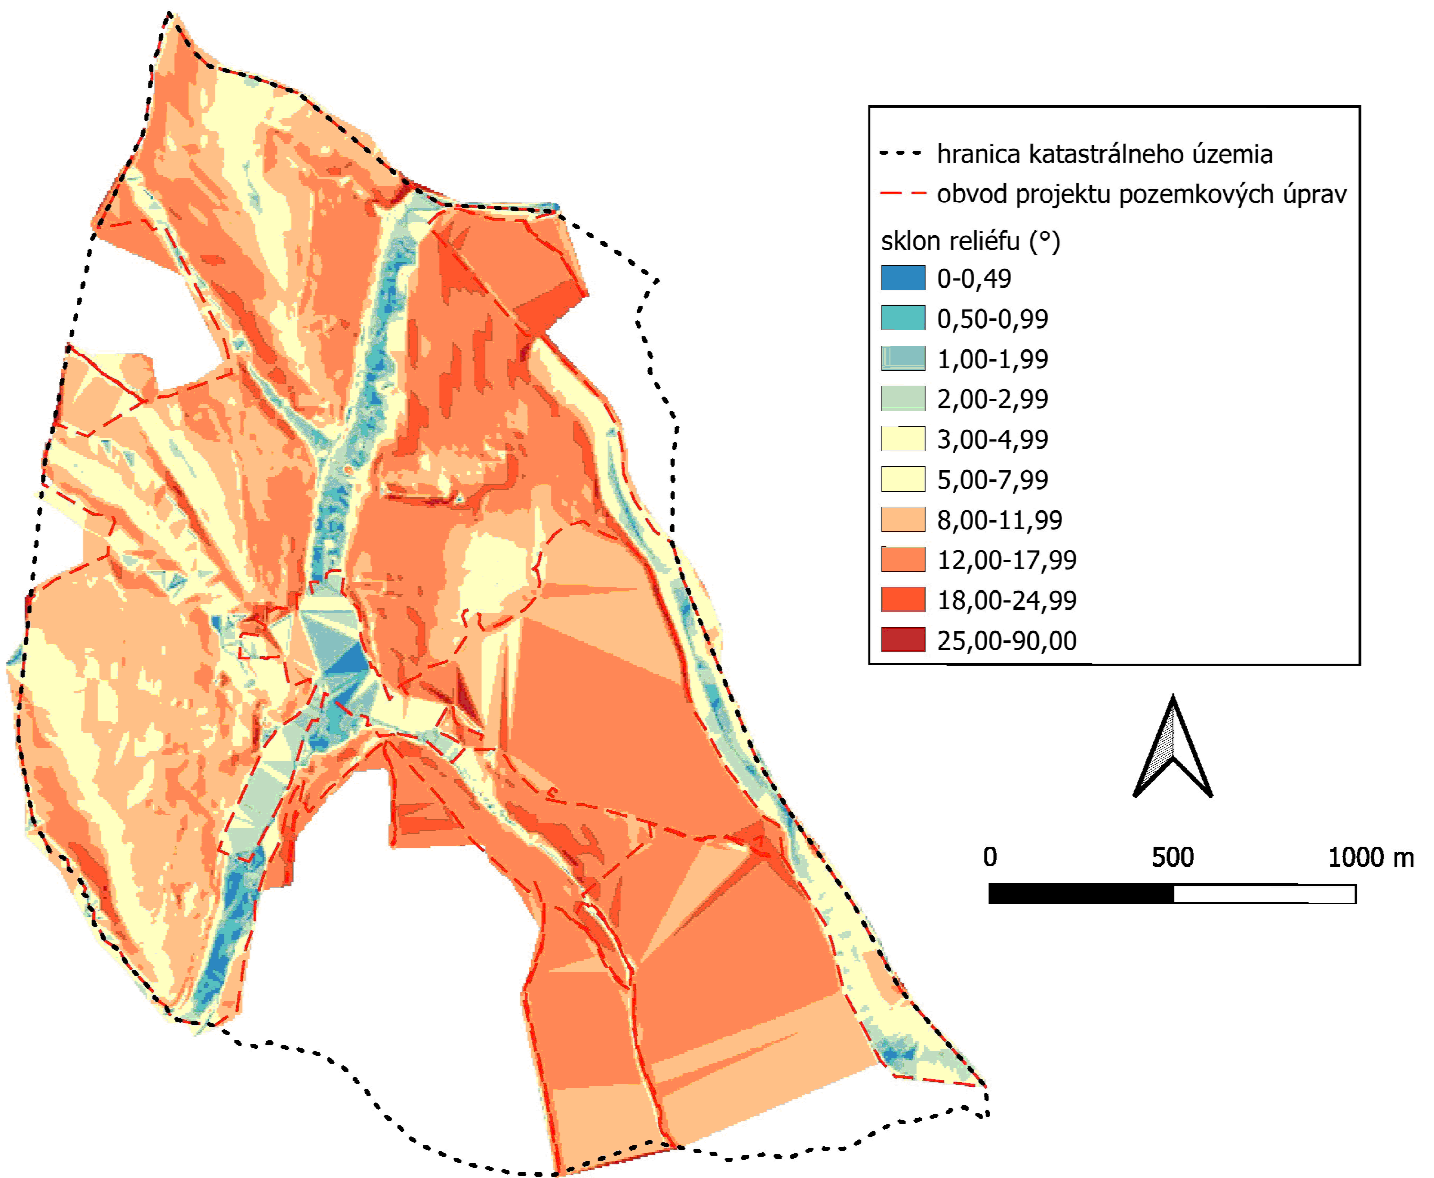 hranica katastrálneho územia
obvod projektu pozemkových úprav
sklon reliéfu (°)
0-0,49
0,50-0,99
1,00-1,99
2,00-2,99
3,00-4,99
5,00-7,99
8,00-11,99
12,00-17,99
18,00-24,99
25,00-90,00
0 500 1000 m